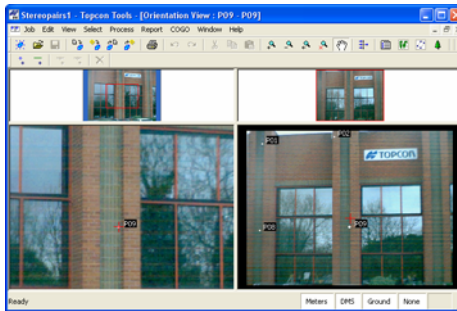 Stereopairs1 - Topcon Tools - [Orientation View : P09 - P09]
Job Edit View Select Process Report COGO Window Help
P01
P02
TOPCON
P09
P08
P09
Ready
Meters DMS Ground None